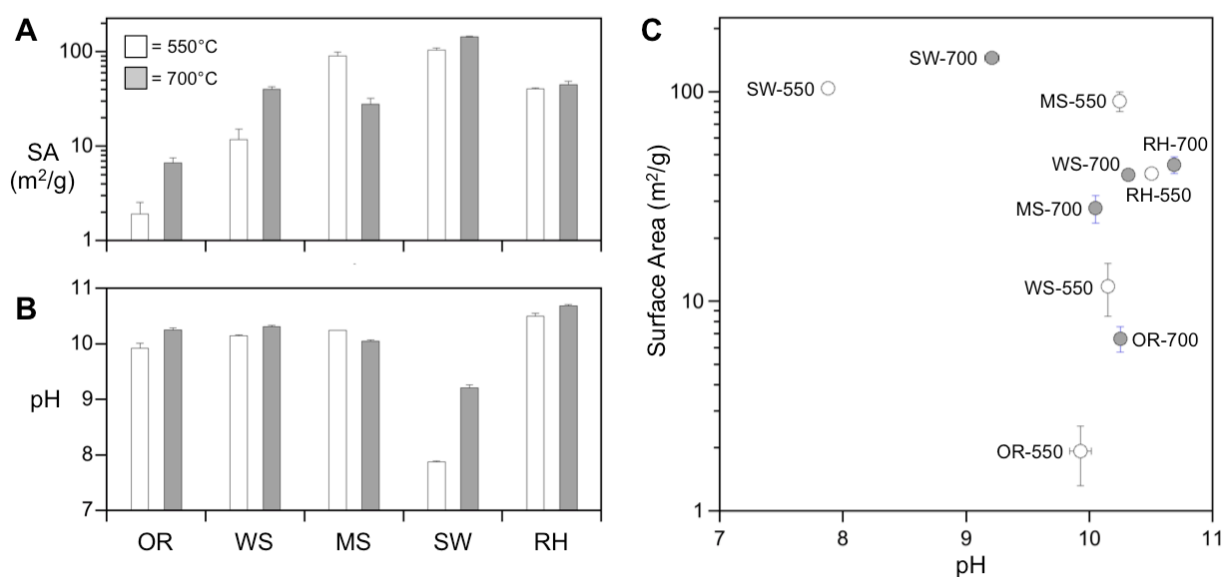 A
= 550°C
= 700°C
100
10
1
SA
(m²/g)
B
11
10
9
8
7
pH
OR WS MS SW RH
C
SW-700
SW-550
MS-550
RH-700
WS-700
RH-550
MS-700
WS-550
OR-700
OR-550
100
10
1
Surface Area (m²/g)
7 8 9 10 11
pH